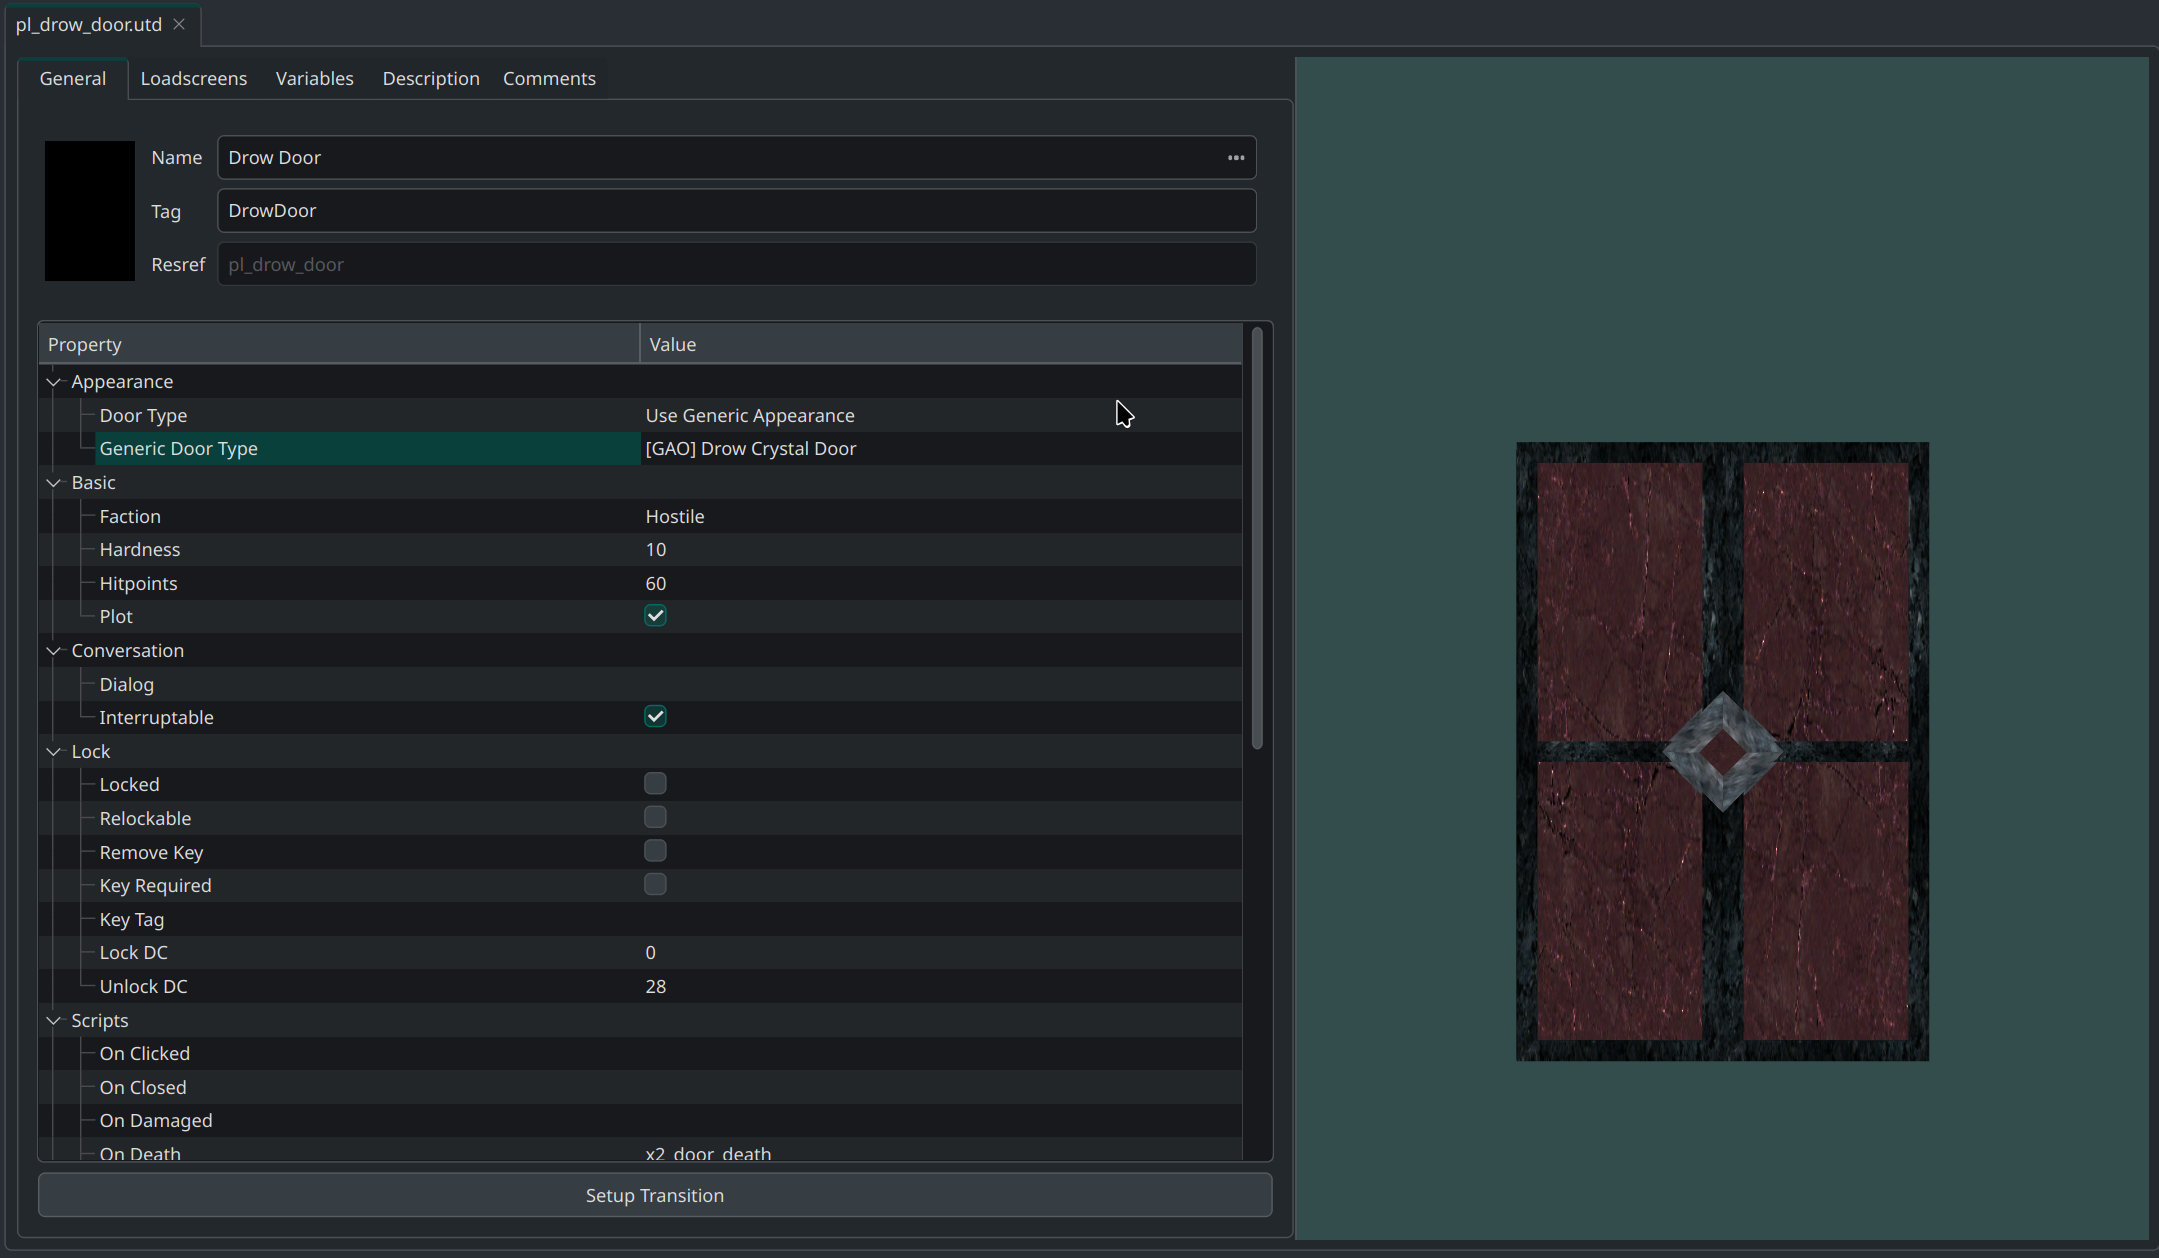 pl_drow_door.utd
General Loadscreens Variables Description Comments
Name Drow Door ...
Tag DrowDoor
Resref pl_drow_door
Property Value
Appearance
Door Type Use Generic Appearance
Generic Door Type [GAO] Drow Crystal Door
Basic
Faction Hostile
Hardness 10
Hitpoints 60
Plot
Conversation
Dialog
Interruptable
Lock
Locked
Relockable
Remove Key
Key Required
Key Tag
Lock DC 0
Unlock DC 28
Scripts
On Clicked
On Closed
On Damaged
On Death x2_door_death
Setup Transition